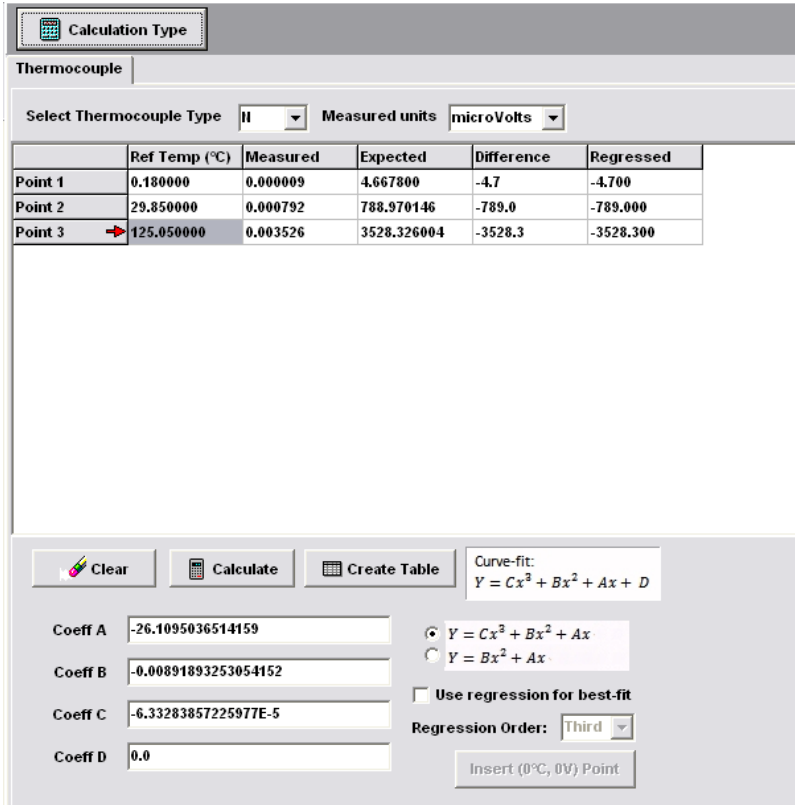 Calculation Type
Thermocouple
Select Thermocouple Type N Measured units microVolts
Ref Temp (°C) Measured Expected Difference Regressed
Point 1 0.180000 0.000009 4.667800 -4.7 -4.700
Point 2 29.850000 0.000792 788.970146 -789.0 -789.000
Point 3 125.050000 0.003526 3528.326004 -3528.3 -3528.300
Clear Calculate Create Table Curve-fit:
Y = Cx³ + Bx² + Ax + D
Coeff A -26.1095036514159 Y = Cx³ + Bx² + Ax
Y = Bx² + Ax
Coeff B -0.00891893253054152
Use regression for best-fit
Coeff C -6.33283857225977E-5
Regression Order: Third
Coeff D 0.0
Insert (0°C, 0V) Point